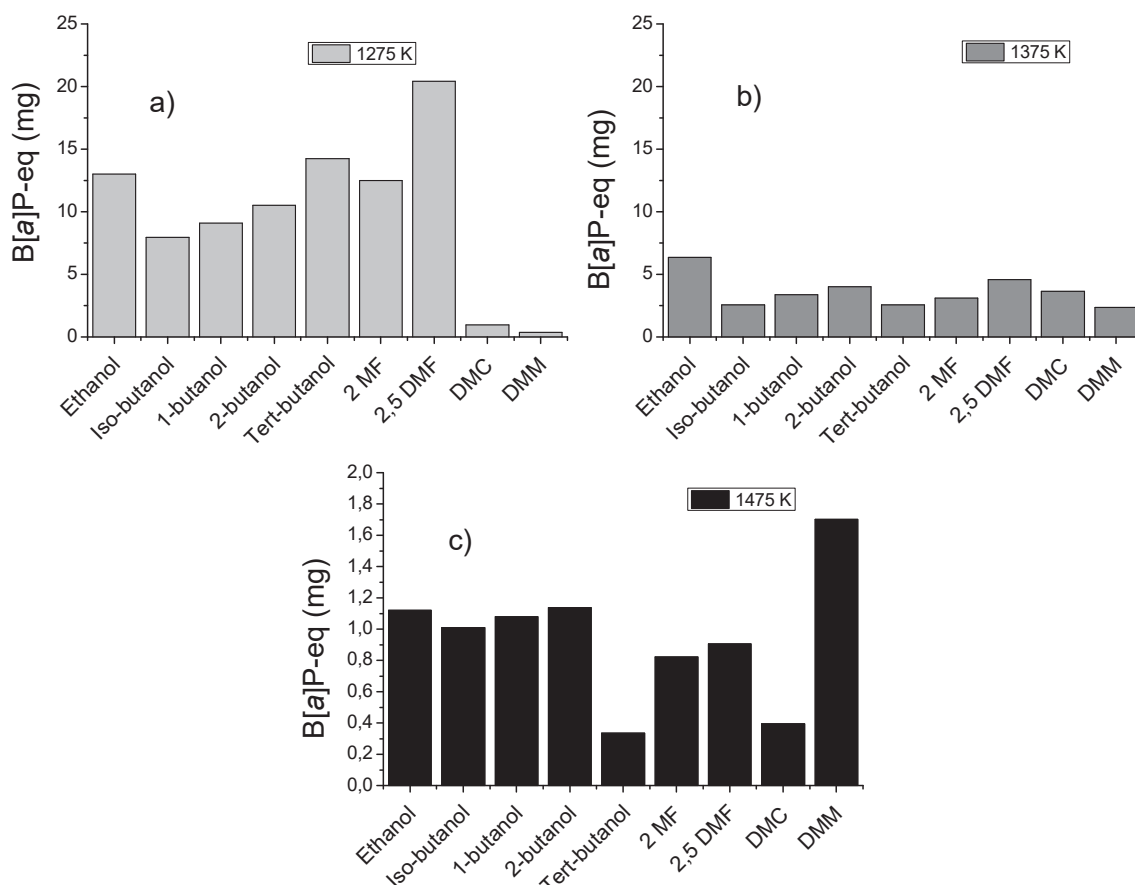 25
20
15
10
5
0
B[a]P-eq (mg)
1275 K
a)
Ethanol
Iso-butanol
1-butanol
2-butanol
Tert-butanol
2 MF
2,5 DMF
DMC
DMM
25
20
15
10
5
0
B[a]P-eq (mg)
1375 K
b)
Ethanol
Iso-butanol
1-butanol
2-butanol
Tert-butanol
2 MF
2,5 DMF
DMC
DMM
2,0
1,8
1,6
1,4
1,2
1,0
0,8
0,6
0,4
0,2
0,0
B[a]P-eq (mg)
1475 K
c)
Ethanol
Iso-butanol
1-butanol
2-butanol
Tert-butanol
2 MF
2,5 DMF
DMC
DMM